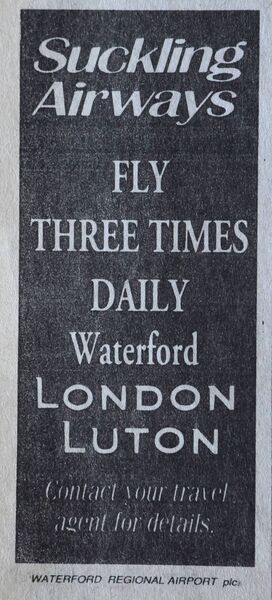 Suckling
Airways
FLY
THREE TIMES
DAILY
Waterford
LONDON
LUTON
Contact your travel
agent for details.
WATERFORD REGIONAL AIRPORT plc.